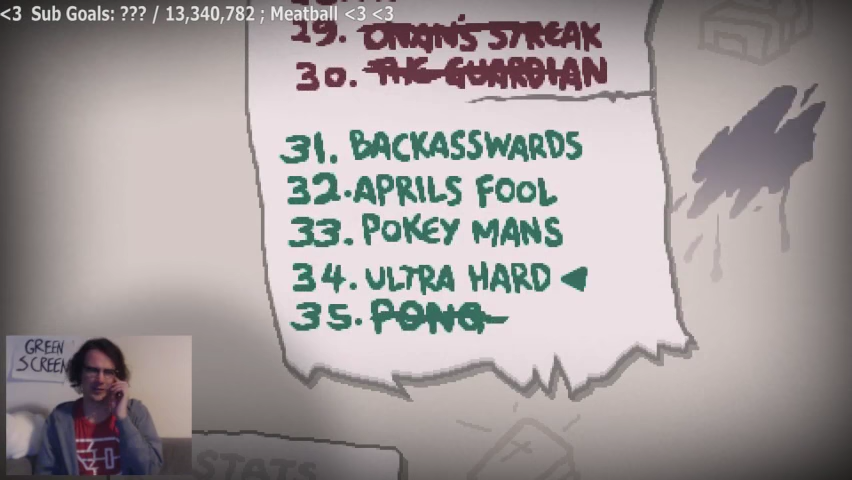 <3 Sub Goals: ??? / 13,340,782 ; Meatball <3 <3
29. ONAN'S STREAK
30. THE GUARDIAN
31. BACKASSWARDS
32. APRILS FOOL
33. POKEY MANS
34. ULTRA HARD
35. PONG
GREEN
SCREEN
STATS